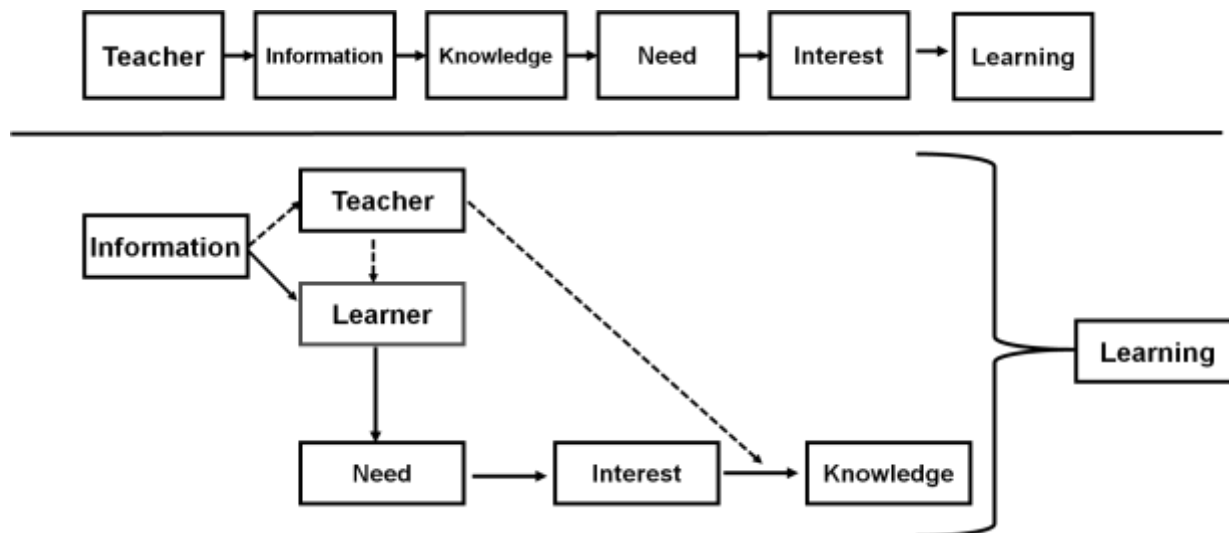 Teacher
Information
Knowledge
Need
Interest
Learning
Teacher
Information
Learner
Learning
Need
Interest
Knowledge